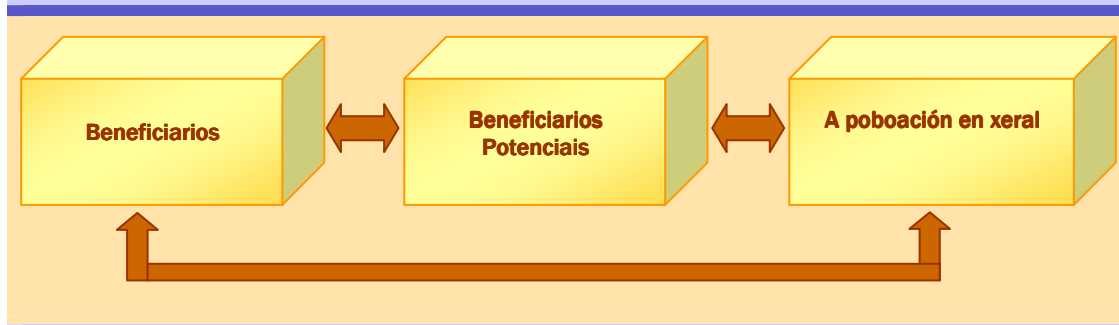 Beneficiarios
Beneficiarios
Potenciais
A poboación en xeral